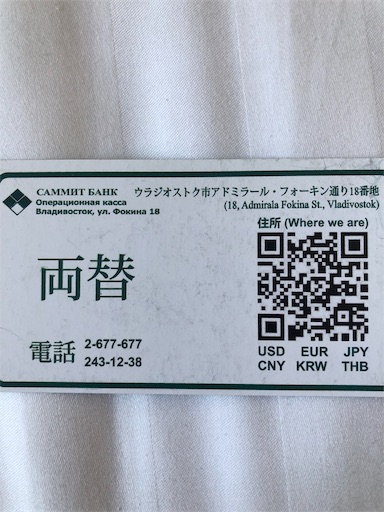 САММИТ БАНК
Операционная касса
Владивосток, ул. Фокина 18
ウラジオストク市アドミラール・フォーキン通り18番地
(18, Admirala Fokina St., Vladivostok)
住所 (Where we are)
両替
電話 2-677-677
243-12-38
USD EUR JPY
CNY KRW THB